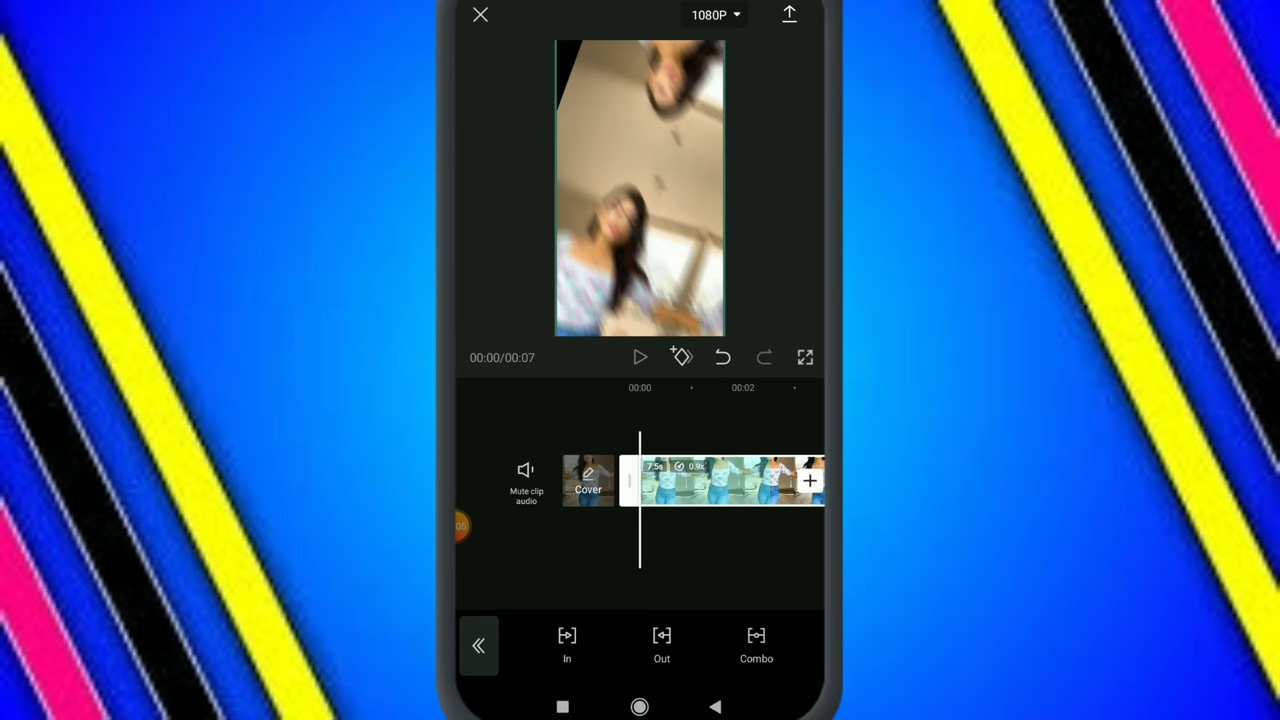 1080P
00:00/00:07
00:00
00:02
7.5s 0.9x
Cover
Mute clip
audio
05
In
Out
Combo